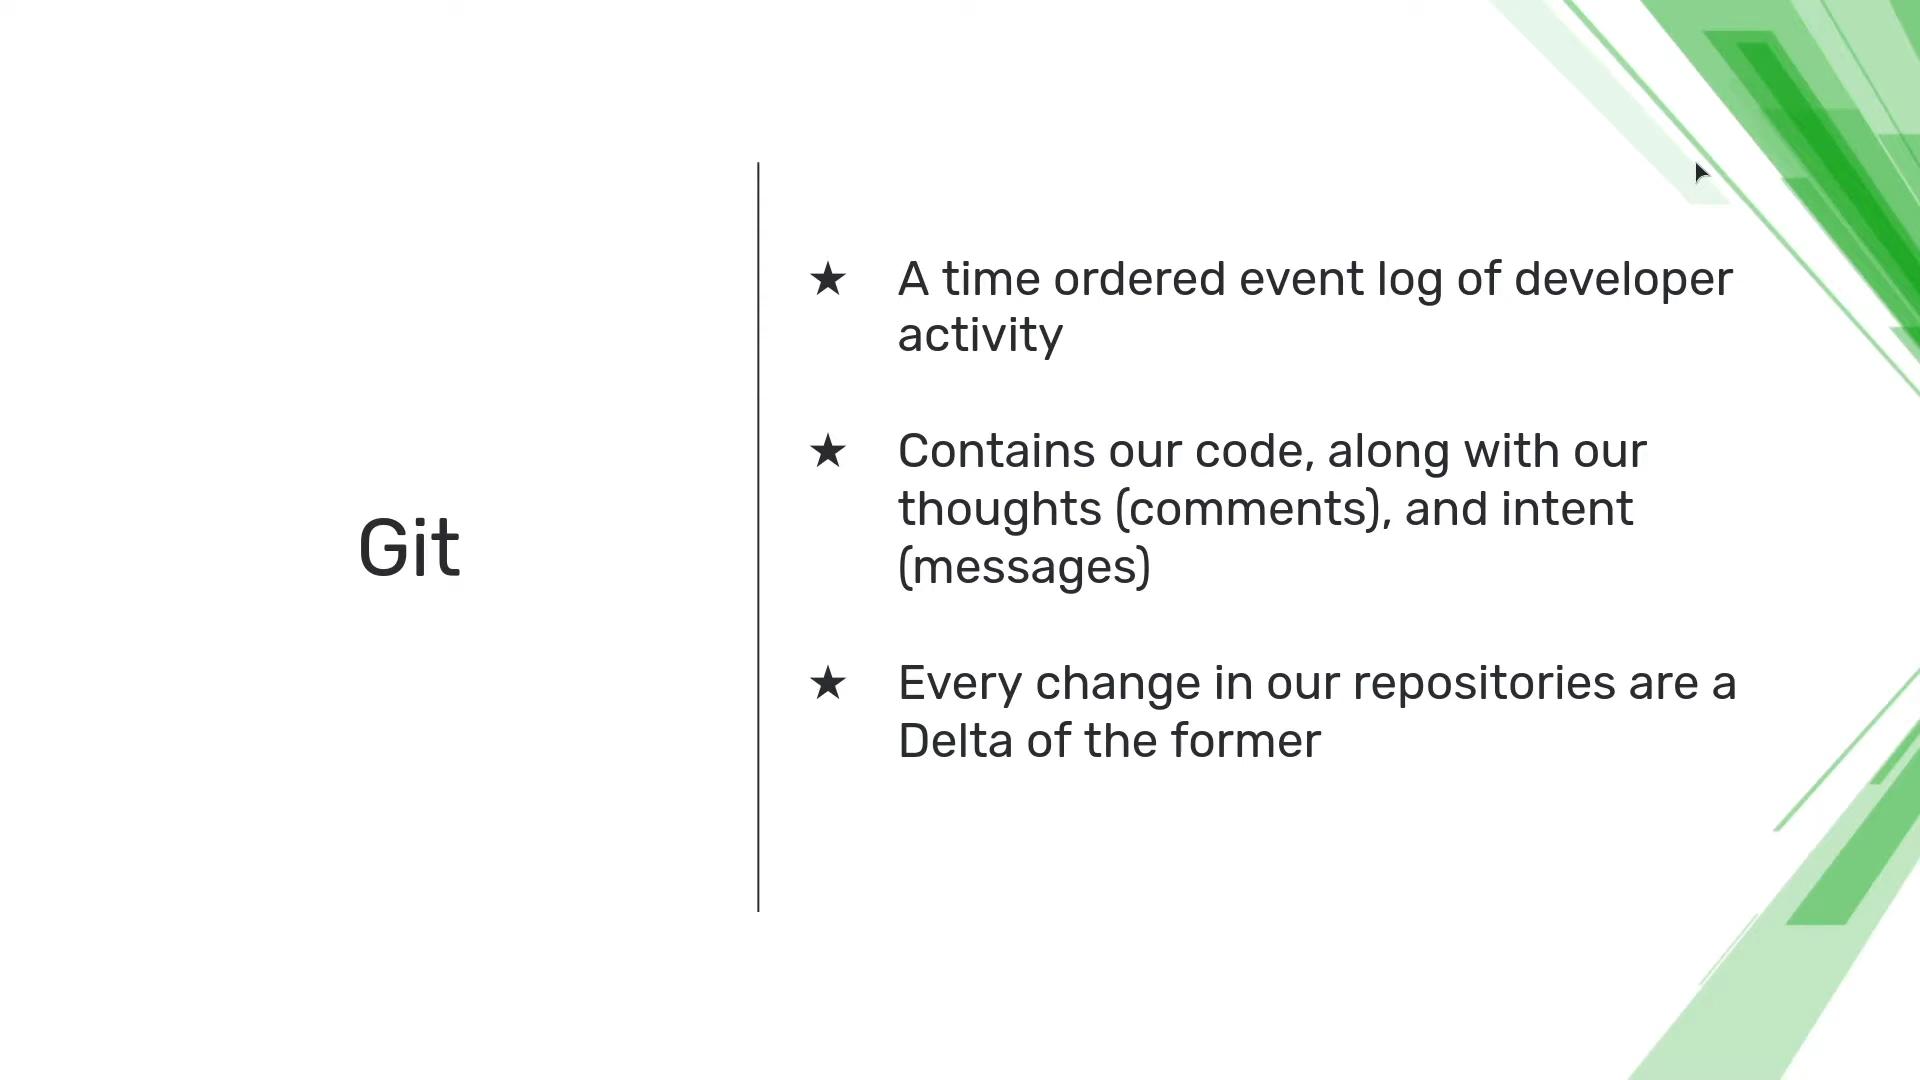 Git
★ A time ordered event log of developer
activity
★ Contains our code, along with our
thoughts (comments), and intent
(messages)
★ Every change in our repositories are a
Delta of the former